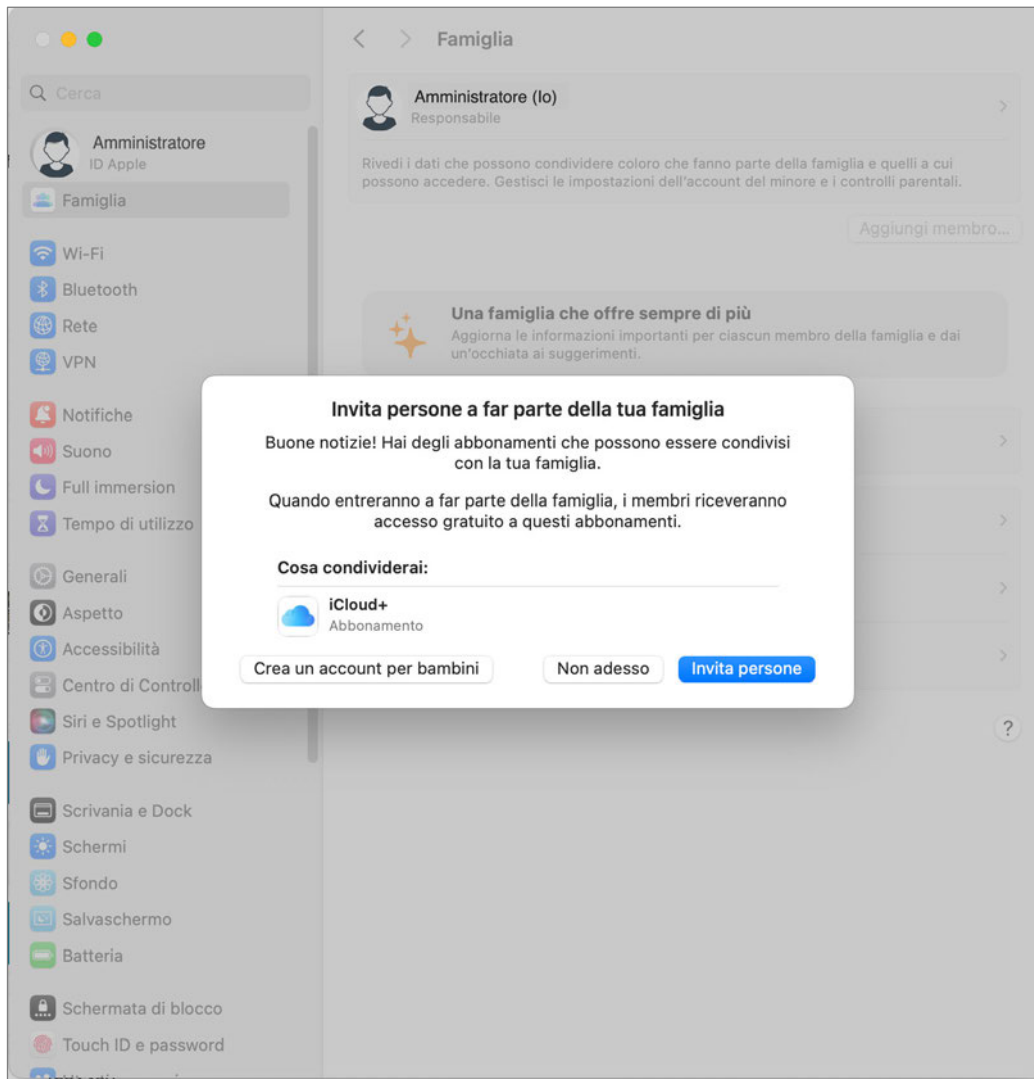 Famiglia
Cerca
Amministratore
ID Apple
Famiglia
Wi-Fi
Bluetooth
Rete
VPN
Notifiche
Suono
Full immersion
Tempo di utilizzo
Generali
Aspetto
Accessibilità
Centro di Controll
Siri e Spotlight
Privacy e sicurezza
Scrivania e Dock
Schermi
Sfondo
Salvaschermo
Batteria
Schermata di blocco
Touch ID e password
Amministratore (Io)
Responsabile
Rivedi i dati che possono condividere coloro che fanno parte della famiglia e quelli a cui
possono accedere. Gestisci le impostazioni dell'account del minore e i controlli parentali.
Aggiungi membro...
Una famiglia che offre sempre di più
Aggiorna le informazioni importanti per ciascun membro della famiglia e dai
un'occhiata ai suggerimenti.
Invita persone a far parte della tua famiglia
Buone notizie! Hai degli abbonamenti che possono essere condivisi
con la tua famiglia.
Quando entreranno a far parte della famiglia, i membri riceveranno
accesso gratuito a questi abbonamenti.
Cosa condividerai:
iCloud+
Abbonamento
Crea un account per bambini
Non adesso
Invita persone
?